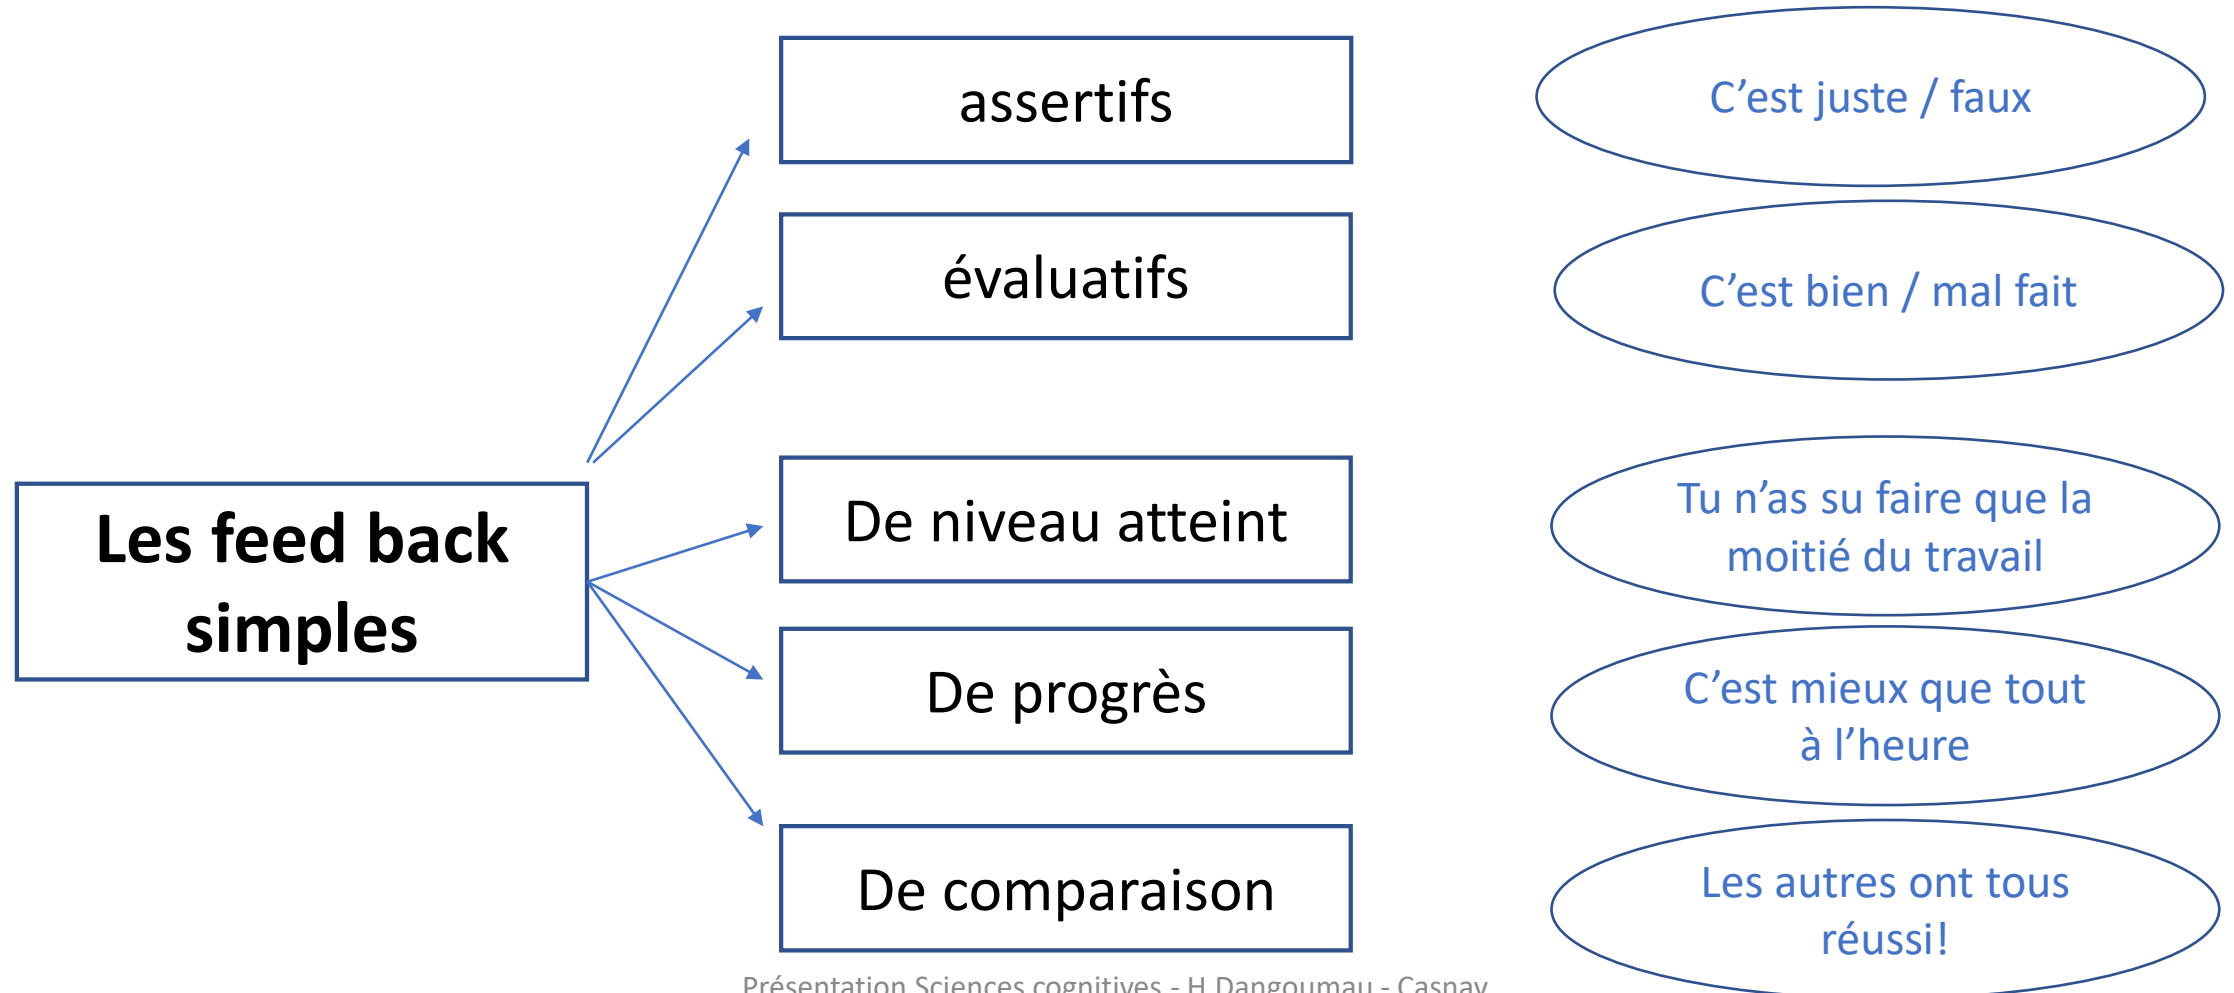 assertifs
C’est juste / faux
évaluatifs
C’est bien / mal fait
Les feed back
simples
De niveau atteint
Tu n’as su faire que la
moitié du travail
De progrès
C’est mieux que tout
à l’heure
De comparaison
Les autres ont tous
réussi!
Présentation Sciences cognitives - H Dangoumau - Casnav